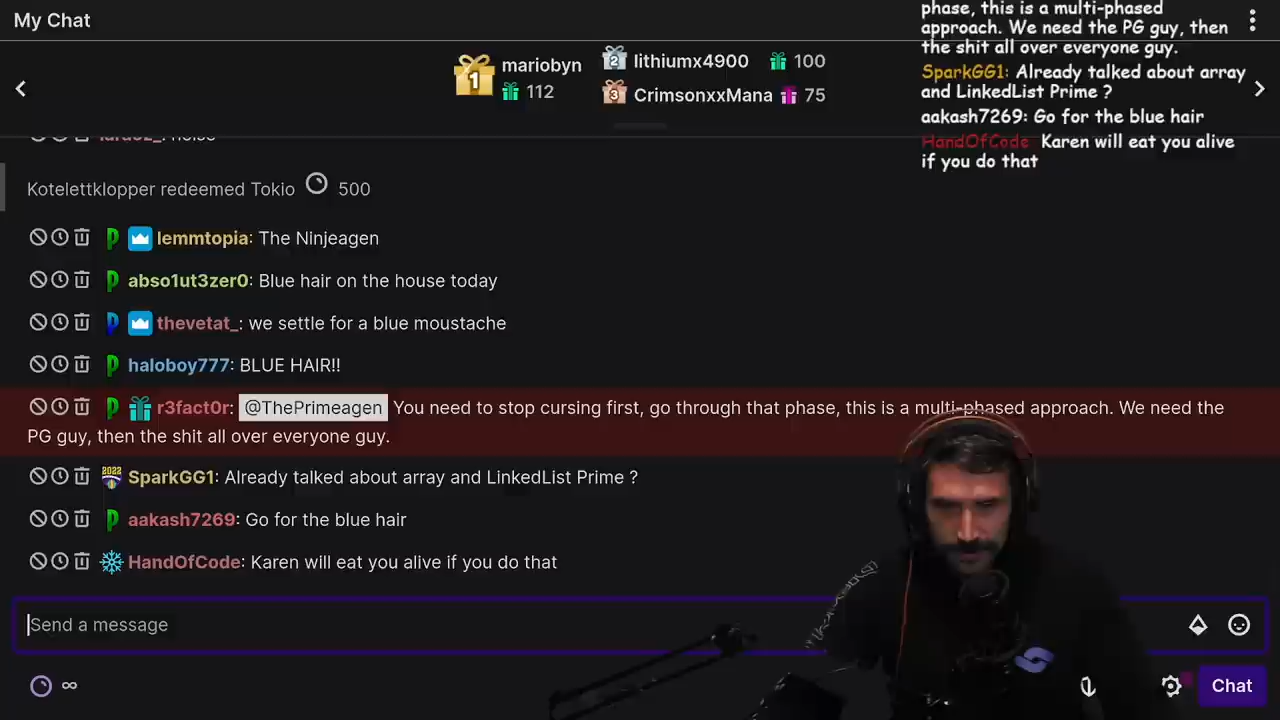 My Chat
phase, this is a multi-phased
approach. We need the PG guy, then
the shit all over everyone guy.
SparkGG1: Already talked about array
and LinkedList Prime ?
aakash7269: Go for the blue hair
HandOfCode Karen will eat you alive
if you do that
1 mariobyn
112
2 lithiumx4900 100
3 CrimsonxxMana 75
Kotelettklopper redeemed Tokio 500
lemmtopia: The Ninjeagen
abso1ut3zer0: Blue hair on the house today
thevetat_: we settle for a blue moustache
haloboy777: BLUE HAIR!!
r3fact0r: @ThePrimeagen You need to stop cursing first, go through that phase, this is a multi-phased approach. We need the
PG guy, then the shit all over everyone guy.
2022 SparkGG1: Already talked about array and LinkedList Prime ?
aakash7269: Go for the blue hair
HandOfCode: Karen will eat you alive if you do that
Send a message
∞
Chat